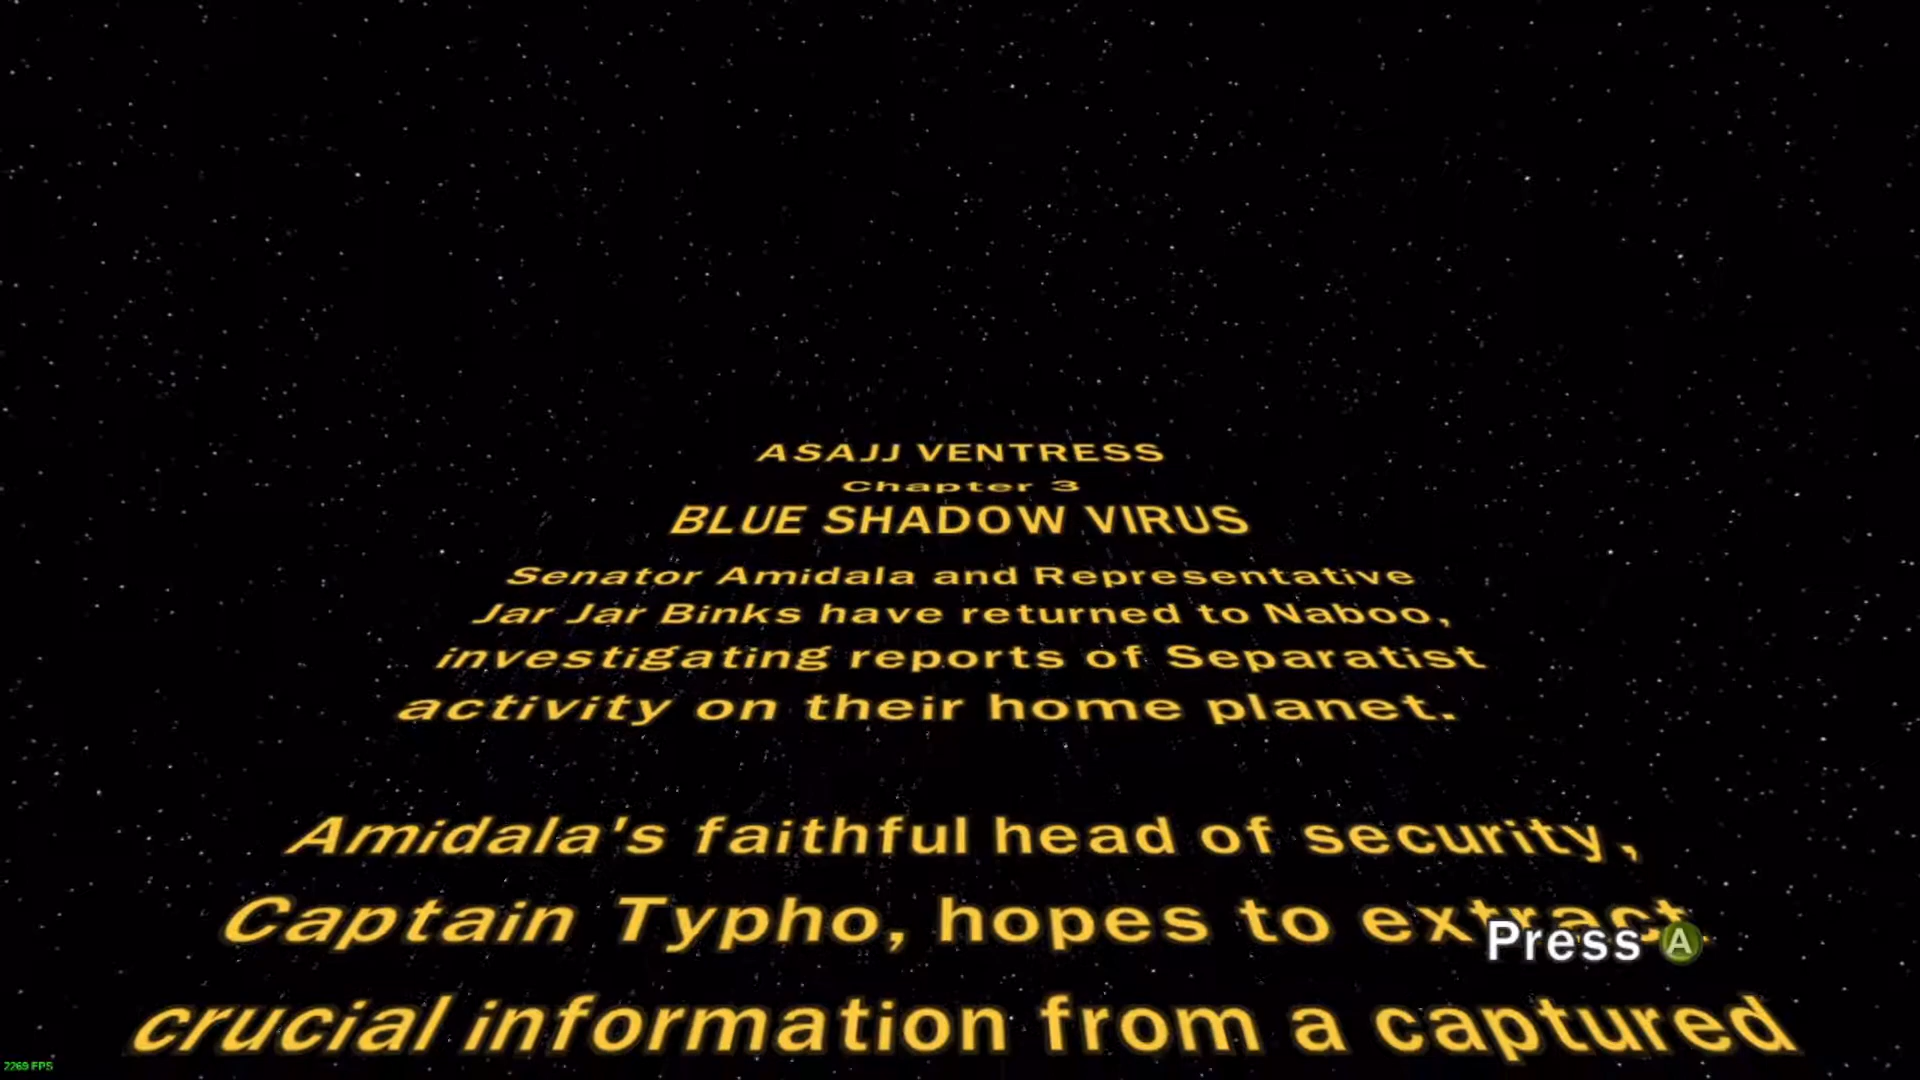 ASAJJ VENTRESS
Chapter 3
BLUE SHADOW VIRUS
Senator Amidala and Representative
Jar Jar Binks have returned to Naboo,
investigating reports of Separatist
activity on their home planet.
Amidala's faithful head of security,
Captain Typho, hopes to extract
Press A
crucial information from a captured
2269 FPS